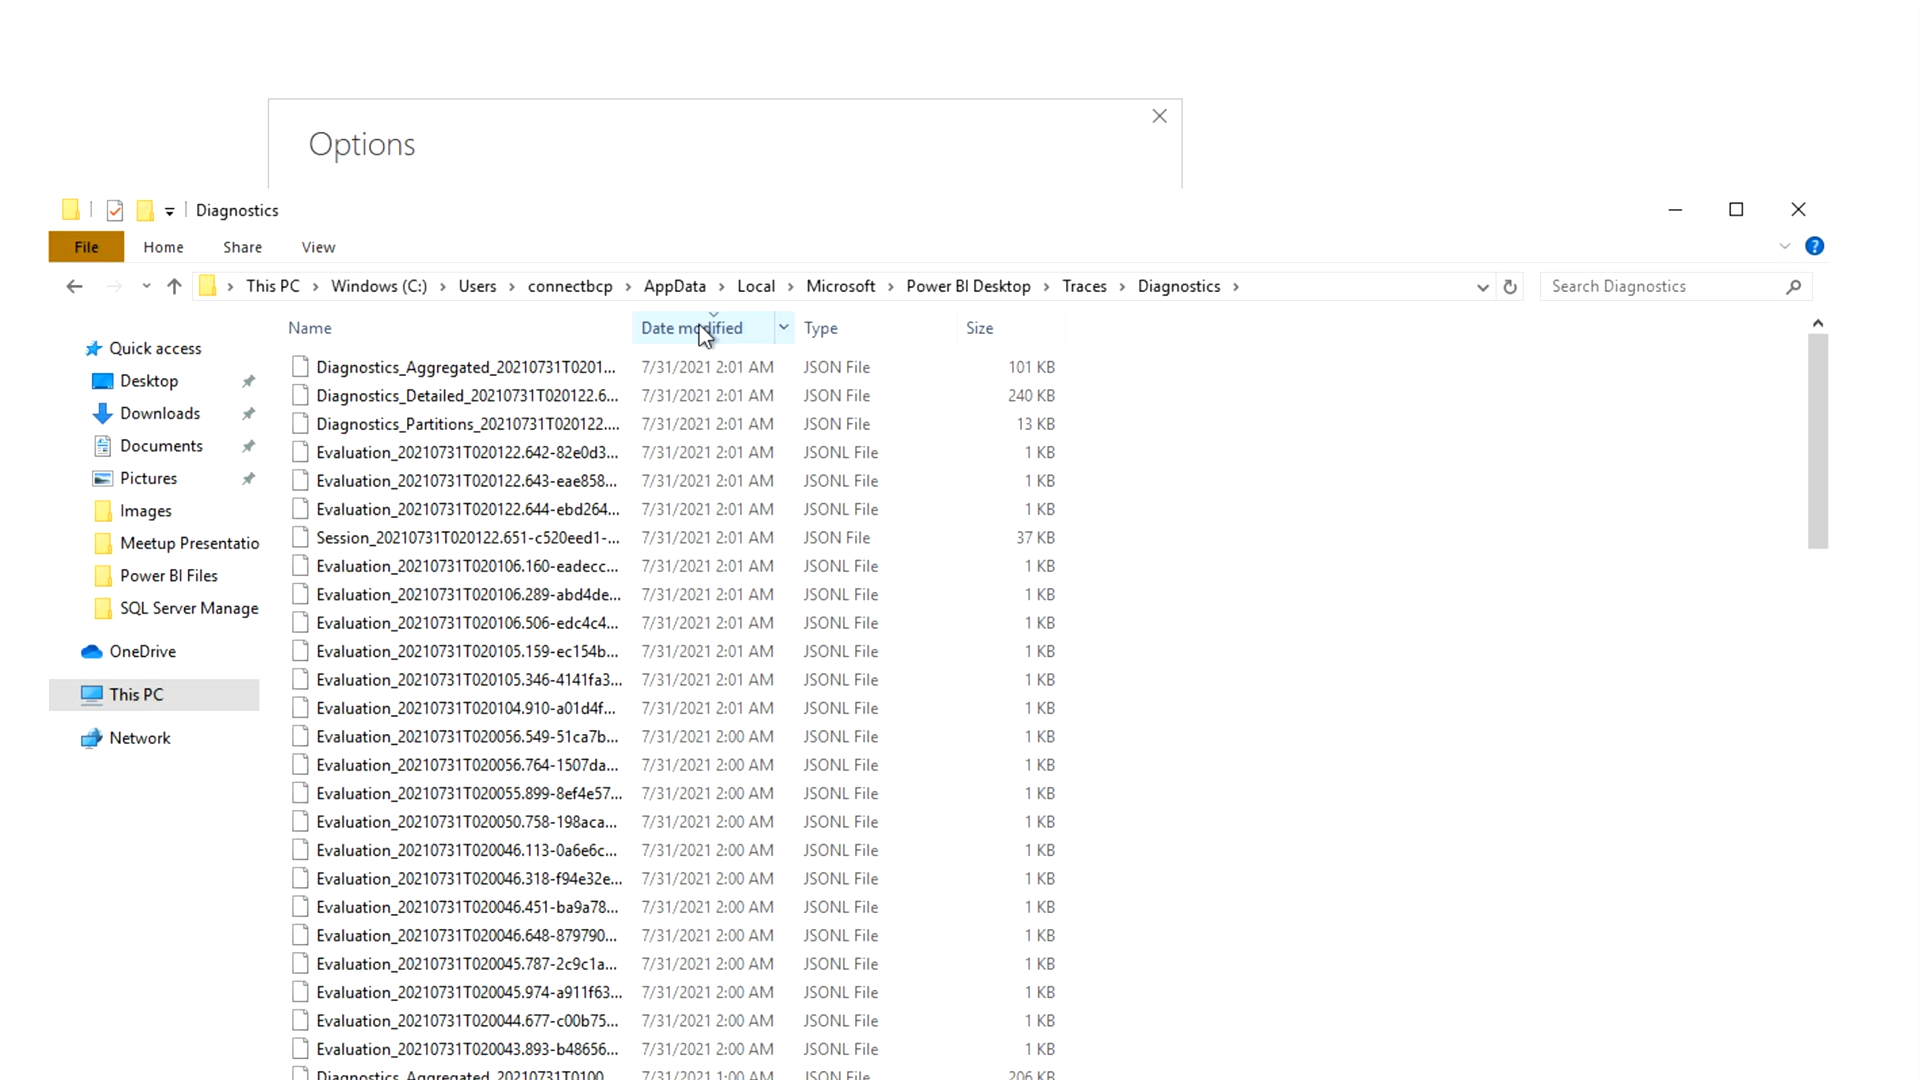 Options
Diagnostics
File Home Share View
This PC Windows (C:) Users connectbcp AppData Local Microsoft Power BI Desktop Traces Diagnostics
Search Diagnostics
Name Date modified Type Size
Quick access
Desktop
Downloads
Documents
Pictures
Images
Meetup Presentatio
Power BI Files
SQL Server Manage
OneDrive
This PC
Network
Diagnostics_Aggregated_20210731T0201... 7/31/2021 2:01 AM JSON File 101 KB
Diagnostics_Detailed_20210731T020122.6... 7/31/2021 2:01 AM JSON File 240 KB
Diagnostics_Partitions_20210731T020122.... 7/31/2021 2:01 AM JSON File 13 KB
Evaluation_20210731T020122.642-82e0d3... 7/31/2021 2:01 AM JSONL File 1 KB
Evaluation_20210731T020122.643-eae858... 7/31/2021 2:01 AM JSONL File 1 KB
Evaluation_20210731T020122.644-ebd264... 7/31/2021 2:01 AM JSONL File 1 KB
Session_20210731T020122.651-c520eed1-... 7/31/2021 2:01 AM JSON File 37 KB
Evaluation_20210731T020106.160-eadecc... 7/31/2021 2:01 AM JSONL File 1 KB
Evaluation_20210731T020106.289-abd4de... 7/31/2021 2:01 AM JSONL File 1 KB
Evaluation_20210731T020106.506-edc4c4... 7/31/2021 2:01 AM JSONL File 1 KB
Evaluation_20210731T020105.159-ec154b... 7/31/2021 2:01 AM JSONL File 1 KB
Evaluation_20210731T020105.346-4141fa3... 7/31/2021 2:01 AM JSONL File 1 KB
Evaluation_20210731T020104.910-a01d4f... 7/31/2021 2:01 AM JSONL File 1 KB
Evaluation_20210731T020056.549-51ca7b... 7/31/2021 2:00 AM JSONL File 1 KB
Evaluation_20210731T020056.764-1507da... 7/31/2021 2:00 AM JSONL File 1 KB
Evaluation_20210731T020055.899-8ef4e57... 7/31/2021 2:00 AM JSONL File 1 KB
Evaluation_20210731T020050.758-198aca... 7/31/2021 2:00 AM JSONL File 1 KB
Evaluation_20210731T020046.113-0a6e6c... 7/31/2021 2:00 AM JSONL File 1 KB
Evaluation_20210731T020046.318-f94e32e... 7/31/2021 2:00 AM JSONL File 1 KB
Evaluation_20210731T020046.451-ba9a78... 7/31/2021 2:00 AM JSONL File 1 KB
Evaluation_20210731T020046.648-879790... 7/31/2021 2:00 AM JSONL File 1 KB
Evaluation_20210731T020045.787-2c9c1a... 7/31/2021 2:00 AM JSONL File 1 KB
Evaluation_20210731T020045.974-a911f63... 7/31/2021 2:00 AM JSONL File 1 KB
Evaluation_20210731T020044.677-c00b75... 7/31/2021 2:00 AM JSONL File 1 KB
Evaluation_20210731T020043.893-b48656... 7/31/2021 2:00 AM JSONL File 1 KB
Diagnostics_Aggregated_20210731T0100... 7/31/2021 1:00 AM JSON File 206 KB